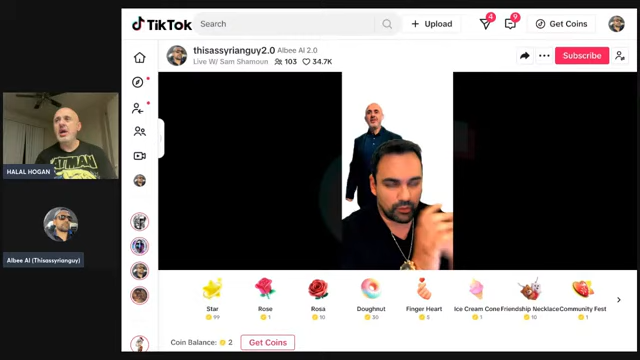 TikTok
Search
+ Upload
4
9
Get Coins
thisassyrianguy2.0 Albee AI 2.0
Live W/ Sam Shamoun 103 34.7K
Subscribe
BATMAN
HALAL HOGAN
Albee AI (Thisassyrianguy)
Star
99
Rose
1
Rosa
10
Doughnut
30
Finger Heart
5
Ice Cream Cone
1
Friendship Necklace
10
Community Fest
1
Coin Balance: 2 Get Coins